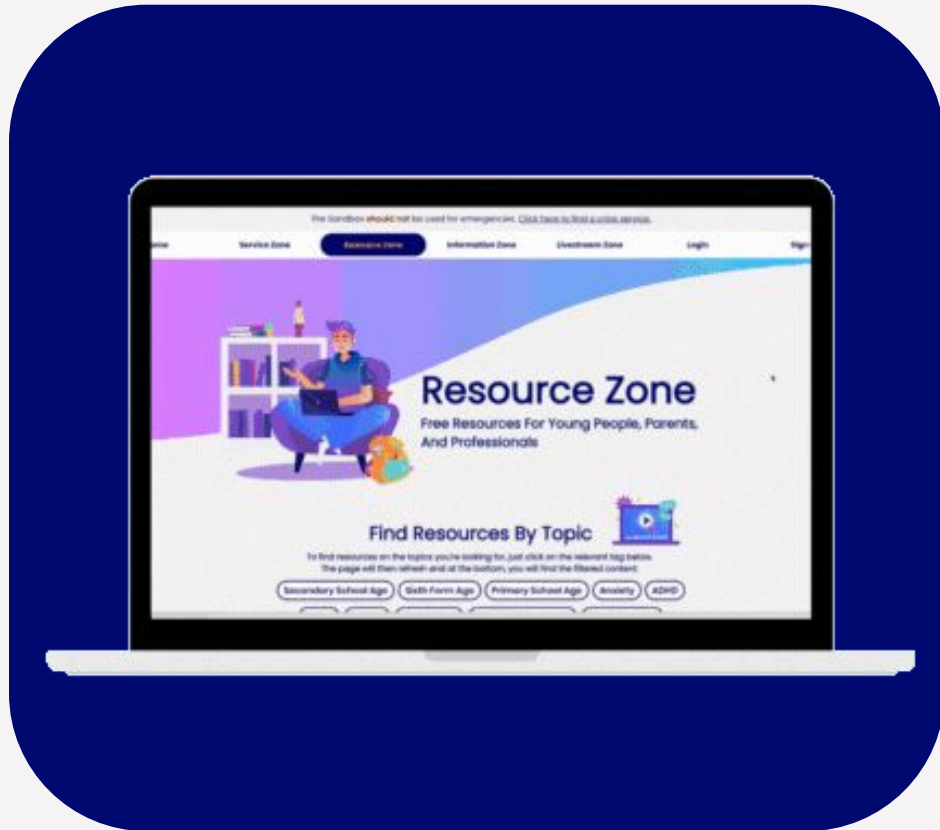 The Sandbox should not be used for emergencies. Click here to find a crisis service.
Service Zone Resource Zone Information Zone Livestream Zone Login
Resource Zone
Free Resources For Young People, Parents,
And Professionals
Find Resources By Topic
To find resources on the topics you're looking for, just click on the relevant tag below.
The page will then refresh and at the bottom, you will find the filtered content.
Secondary School Age Sixth Form Age Primary School Age Anxiety ADHD